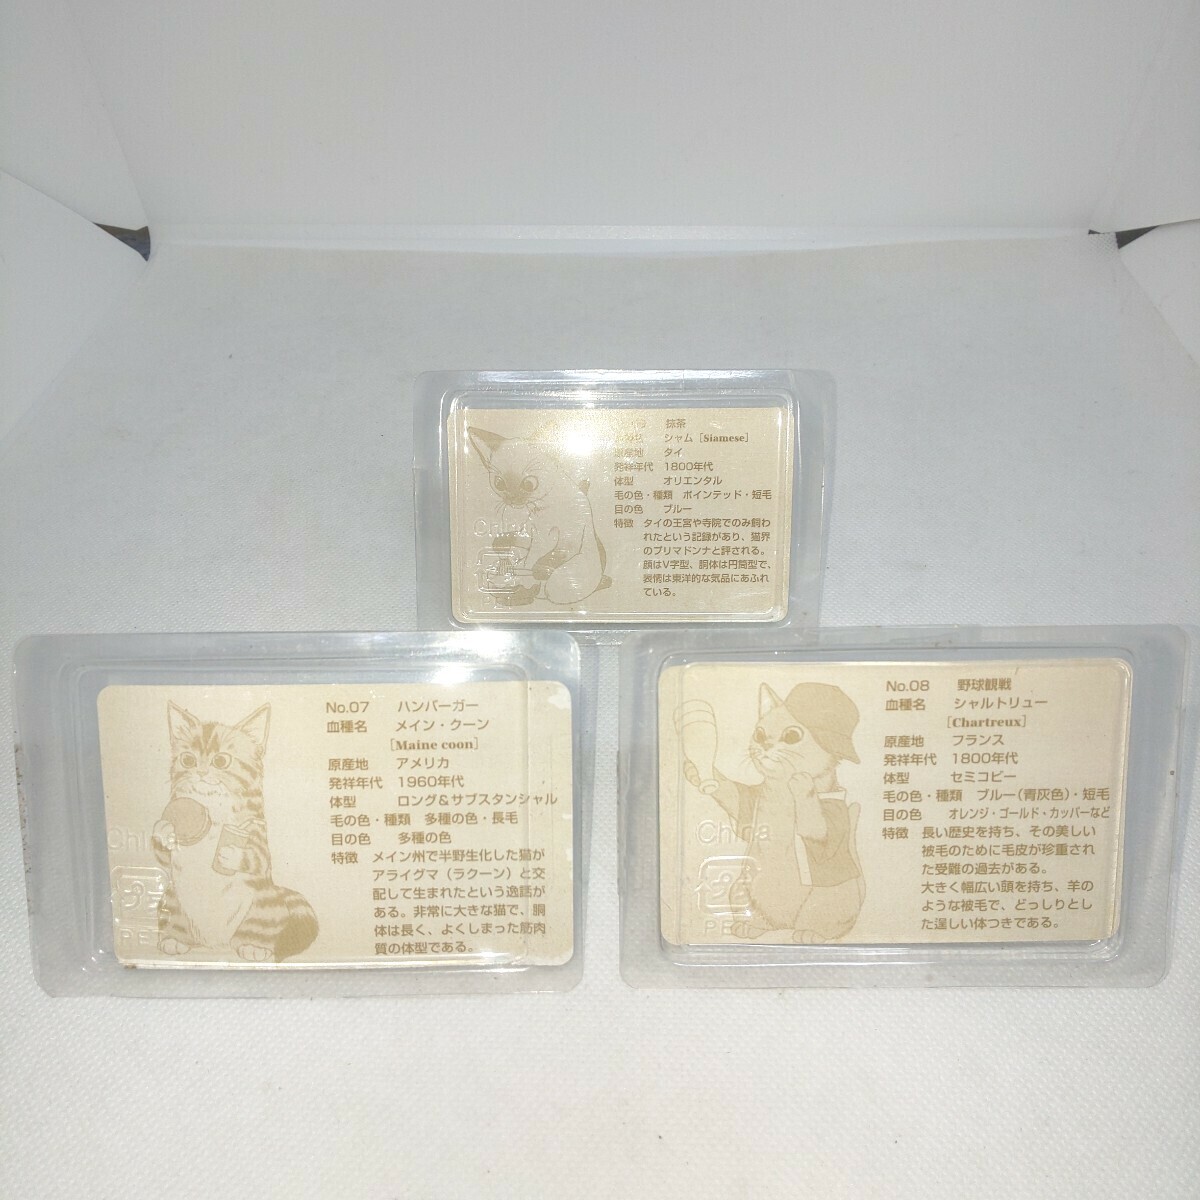 抹茶
シャム [Siamese]
原産地 タイ
発祥年代 1800年代
体型 オリエンタル
毛の色・種類 ポインテッド・短毛
目の色 ブルー
特徴 タイの王宮や寺院でのみ飼わ
れたという記録があり、猫界
のプリマドンナと評される。
顔はV字型、胴体は円筒型で、
表情は東洋的な気品にあふれ
ている。
China
PET
No.07 ハンバーガー
血種名 メイン・クーン
[Maine coon]
原産地 アメリカ
発祥年代 1960年代
体型 ロング&サブスタンシャル
毛の色・種類 多種の色・長毛
目の色 多種の色
特徴 メイン州で半野生化した猫が
アライグマ（ラクーン）と交
配して生まれたという逸話が
ある。非常に大きな猫で、胴
体は長く、よくしまった筋肉
質の体型である。
China
PET
No.08 野球観戦
血種名 シャルトリュー
[Chartreux]
原産地 フランス
発祥年代 1800年代
体型 セミコビー
毛の色・種類 ブルー（青灰色）・短毛
目の色 オレンジ・ゴールド・カッパーなど
特徴 長い歴史を持ち、その美しい
被毛のために毛皮が珍重され
た受難の過去がある。
大きく幅広い頭を持ち、羊の
ような被毛で、どっしりとし
た逞しい体つきである。
China
PET